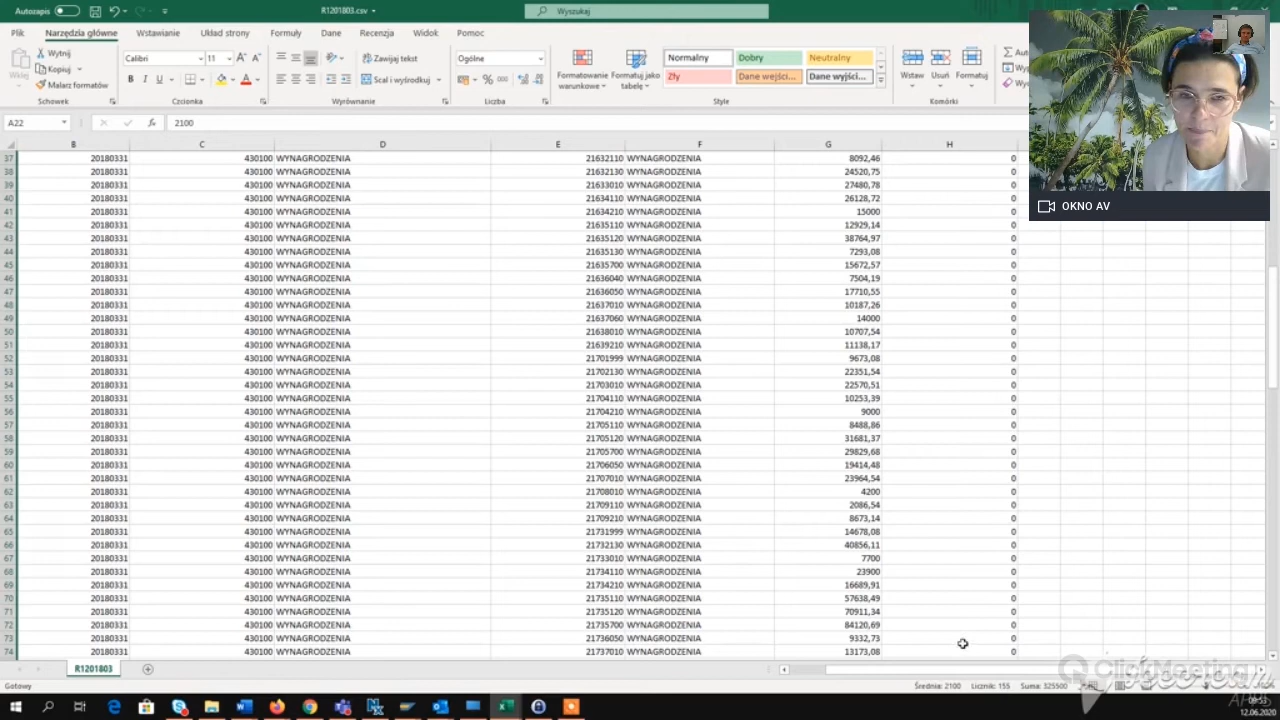 Autozapis R1201803.csv Wyszukaj
Plik Narzędzia główne Wstawianie Układ strony Formuły Dane Recenzja Widok Pomoc
Wklej Wytnij Kopiuj Malarz formatów Schowek
Calibri 11 B I U A A Czcionka
Zawijaj tekst Scal i wyśrodkuj Wyrównanie
Ogólne % 000 Liczba
Formatowanie warunkowe Formatuj jako tabelę
Normalny Dobry Neutralny
Zły Dane wejści... Dane wyjści...
Style
Wstaw Usuń Formatuj Komórki
OKNO AV
A22 fx 2100
B C D E F G H
37 20180331 430100 WYNAGRODZENIA 21632110 WYNAGRODZENIA 8092,46 0
38 20180331 430100 WYNAGRODZENIA 21632130 WYNAGRODZENIA 24520,75 0
39 20180331 430100 WYNAGRODZENIA 21633010 WYNAGRODZENIA 27480,78 0
40 20180331 430100 WYNAGRODZENIA 21634110 WYNAGRODZENIA 26128,72 0
41 20180331 430100 WYNAGRODZENIA 21634210 WYNAGRODZENIA 15000 0
42 20180331 430100 WYNAGRODZENIA 21635110 WYNAGRODZENIA 12929,14 0
43 20180331 430100 WYNAGRODZENIA 21635120 WYNAGRODZENIA 38764,97 0
44 20180331 430100 WYNAGRODZENIA 21635130 WYNAGRODZENIA 7293,08 0
45 20180331 430100 WYNAGRODZENIA 21635700 WYNAGRODZENIA 15672,57 0
46 20180331 430100 WYNAGRODZENIA 21636040 WYNAGRODZENIA 7504,19 0
47 20180331 430100 WYNAGRODZENIA 21636050 WYNAGRODZENIA 17710,55 0
48 20180331 430100 WYNAGRODZENIA 21637010 WYNAGRODZENIA 10187,26 0
49 20180331 430100 WYNAGRODZENIA 21637060 WYNAGRODZENIA 14000 0
50 20180331 430100 WYNAGRODZENIA 21638010 WYNAGRODZENIA 10707,54 0
51 20180331 430100 WYNAGRODZENIA 21639210 WYNAGRODZENIA 11138,17 0
52 20180331 430100 WYNAGRODZENIA 21701999 WYNAGRODZENIA 9673,08 0
53 20180331 430100 WYNAGRODZENIA 21702130 WYNAGRODZENIA 22351,54 0
54 20180331 430100 WYNAGRODZENIA 21703010 WYNAGRODZENIA 22570,51 0
55 20180331 430100 WYNAGRODZENIA 21704110 WYNAGRODZENIA 10253,39 0
56 20180331 430100 WYNAGRODZENIA 21704210 WYNAGRODZENIA 9000 0
57 20180331 430100 WYNAGRODZENIA 21705110 WYNAGRODZENIA 8488,86 0
58 20180331 430100 WYNAGRODZENIA 21705120 WYNAGRODZENIA 31681,37 0
59 20180331 430100 WYNAGRODZENIA 21705700 WYNAGRODZENIA 29829,68 0
60 20180331 430100 WYNAGRODZENIA 21706050 WYNAGRODZENIA 19414,48 0
61 20180331 430100 WYNAGRODZENIA 21707010 WYNAGRODZENIA 23964,54 0
62 20180331 430100 WYNAGRODZENIA 21708010 WYNAGRODZENIA 4200 0
63 20180331 430100 WYNAGRODZENIA 21709110 WYNAGRODZENIA 2086,54 0
64 20180331 430100 WYNAGRODZENIA 21709210 WYNAGRODZENIA 8673,14 0
65 20180331 430100 WYNAGRODZENIA 21731999 WYNAGRODZENIA 14678,08 0
66 20180331 430100 WYNAGRODZENIA 21732130 WYNAGRODZENIA 40856,11 0
67 20180331 430100 WYNAGRODZENIA 21733010 WYNAGRODZENIA 7700 0
68 20180331 430100 WYNAGRODZENIA 21734110 WYNAGRODZENIA 23900 0
69 20180331 430100 WYNAGRODZENIA 21734210 WYNAGRODZENIA 16689,91 0
70 20180331 430100 WYNAGRODZENIA 21735110 WYNAGRODZENIA 57638,49 0
71 20180331 430100 WYNAGRODZENIA 21735120 WYNAGRODZENIA 70911,34 0
72 20180331 430100 WYNAGRODZENIA 21735700 WYNAGRODZENIA 84120,69 0
73 20180331 430100 WYNAGRODZENIA 21736050 WYNAGRODZENIA 9332,73 0
74 20180331 430100 WYNAGRODZENIA 21737010 WYNAGRODZENIA 13173,08 0
R1201803
ClickMeeting
Gotowy Średnia: 2100 Licznik: 155 Suma: 325500
12.06.2020